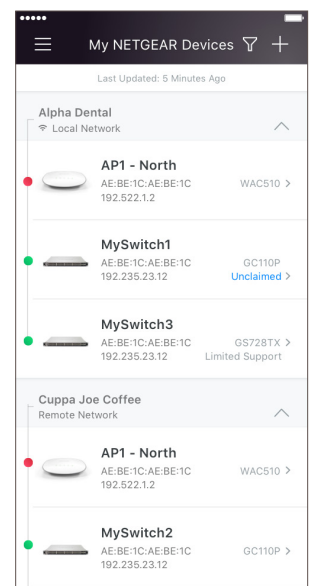 My NETGEAR Devices
Last Updated: 5 Minutes Ago
Alpha Dental
Local Network
AP1 - North
AE:BE:1C:AE:BE:1C
WAC510
192.522.1.2
MySwitch1
AE:BE:1C:AE:BE:1C
GC110P
192.235.23.12
Unclaimed
MySwitch3
AE:BE:1C:AE:BE:1C
GS728TX
192.235.23.12
Limited Support
Cuppa Joe Coffee
Remote Network
AP1 - North
AE:BE:1C:AE:BE:1C
WAC510
192.522.1.2
MySwitch2
AE:BE:1C:AE:BE:1C
GC110P
192.235.23.12